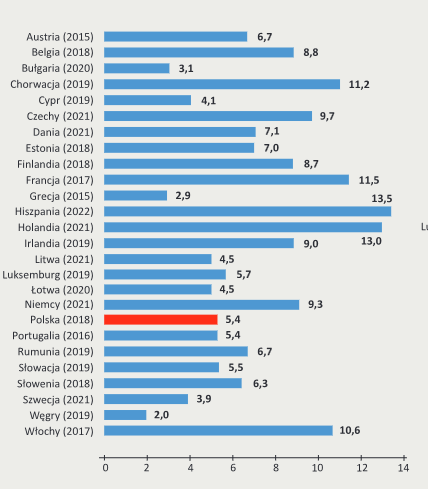 Austria (2015) 6,7
Belgia (2018) 8,8
Bułgaria (2020) 3,1
Chorwacja (2019) 11,2
Cypr (2019) 4,1
Czechy (2021) 9,7
Dania (2021) 7,1
Estonia (2018) 7,0
Finlandia (2018) 8,7
Francja (2017) 11,5
Grecja (2015) 2,9
Hiszpania (2022) 13,5
Holandia (2021) 13,0
Irlandia (2019) 9,0
Litwa (2021) 4,5
Luksemburg (2019) 5,7
Łotwa (2020) 4,5
Niemcy (2021) 9,3
Polska (2018) 5,4
Portugalia (2016) 5,4
Rumunia (2019) 6,7
Słowacja (2019) 5,5
Słowenia (2018) 6,3
Szwecja (2021) 3,9
Węgry (2019) 2,0
Włochy (2017) 10,6
0 2 4 6 8 10 12 14